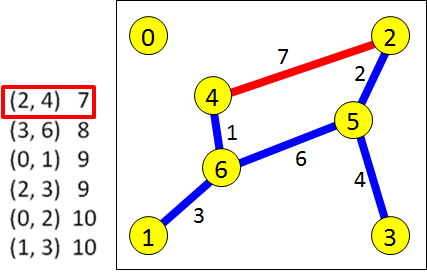 (2, 4) 7
(3, 6) 8
(0, 1) 9
(2, 3) 9
(0, 2) 10
(1, 3) 10
0
2
7
2
4
5
1
6
6
4
3
1
3